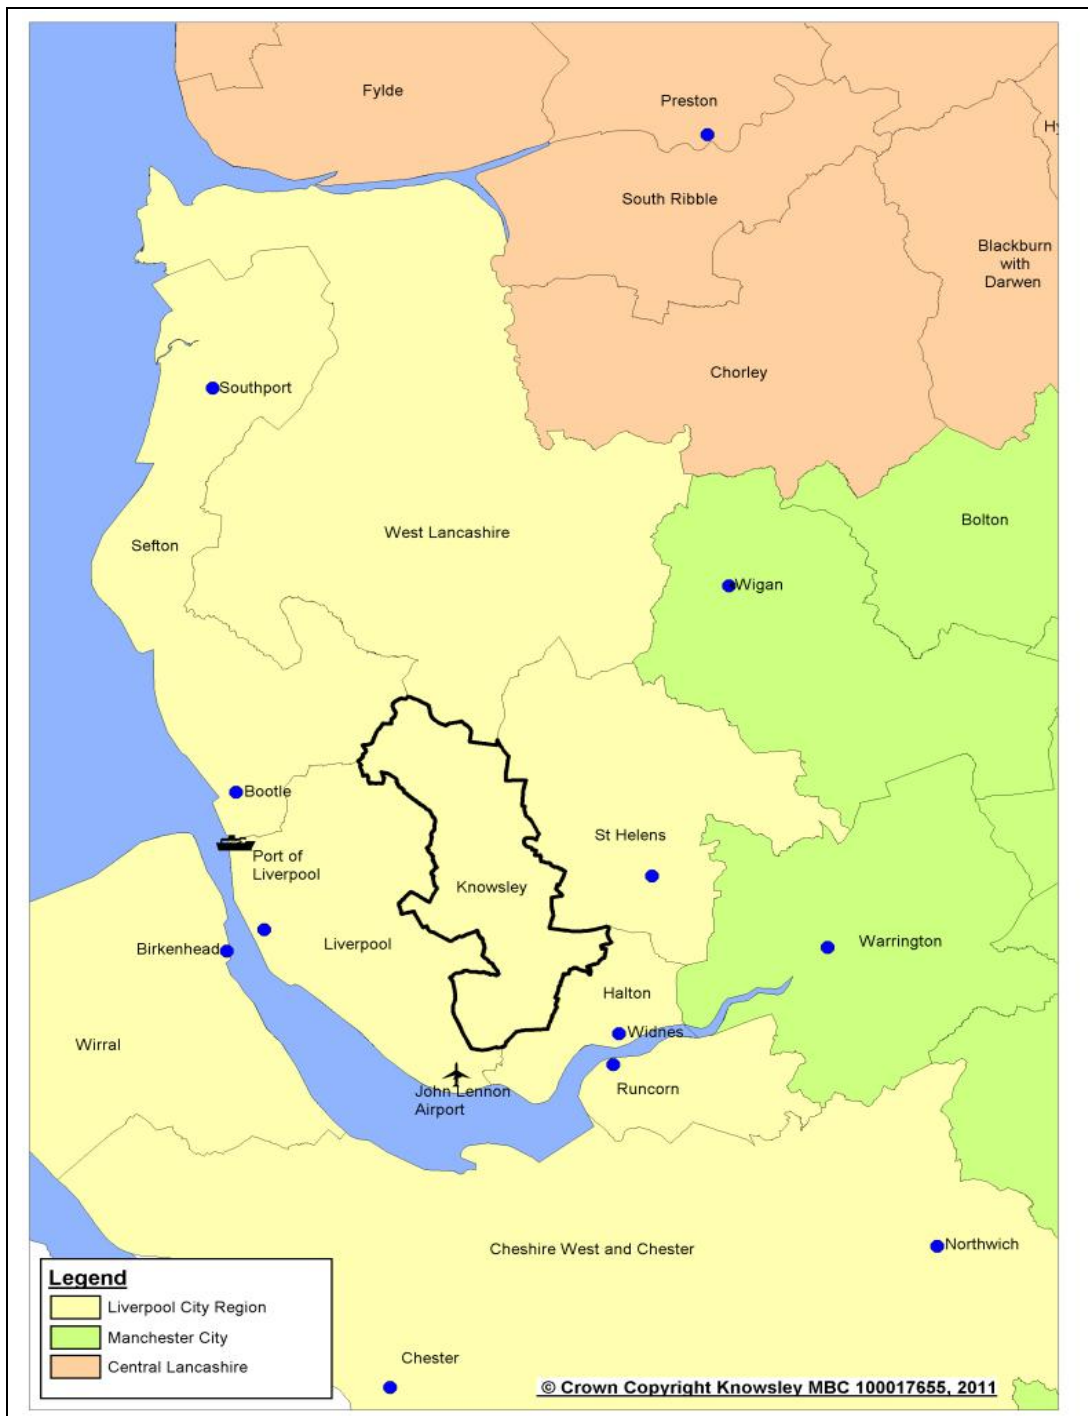 Fylde
Preston
Hy
South Ribble
Blackburn
with
Darwen
Chorley
Southport
Bolton
West Lancashire
Sefton
Wigan
Bootle
St Helens
Port of
Liverpool
Knowsley
Liverpool
Birkenhead
Warrington
Halton
Widnes
Wirral
Runcorn
John Lennon
Airport
Cheshire West and Chester
Northwich
Legend
Liverpool City Region
Manchester City
Central Lancashire
Chester
© Crown Copyright Knowsley MBC 100017655, 2011